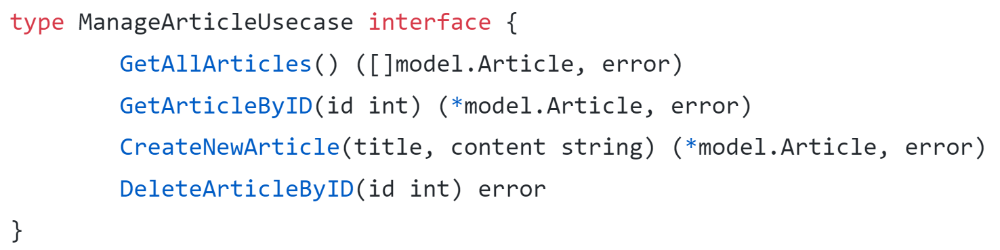 type ManageArticleUsecase interface {
        GetAllArticles() ([]model.Article, error)
        GetArticleByID(id int) (*model.Article, error)
        CreateNewArticle(title, content string) (*model.Article, error)
        DeleteArticleByID(id int) error
}